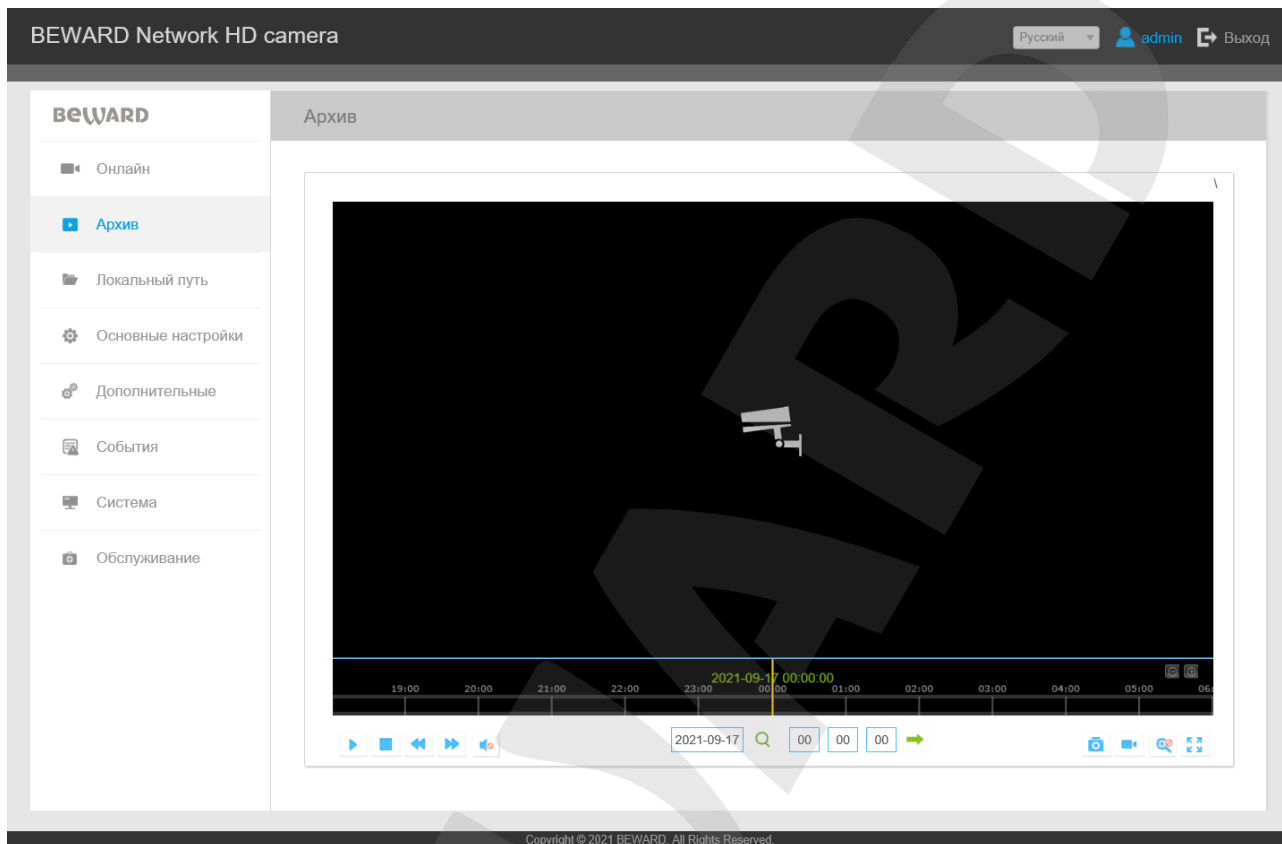 BEWARD Network HD camera
Русский admin Выход
BEWARD
Архив
Онлайн
Архив
Локальный путь
Основные настройки
Дополнительные
События
Система
Обслуживание
\
2021-09-17 00:00:00
19:00 20:00 21:00 22:00 23:00 00:00 01:00 02:00 03:00 04:00 05:00 06:
2021-09-17 00 00 00
Copyright © 2021 BEWARD. All Rights Reserved.
WARD